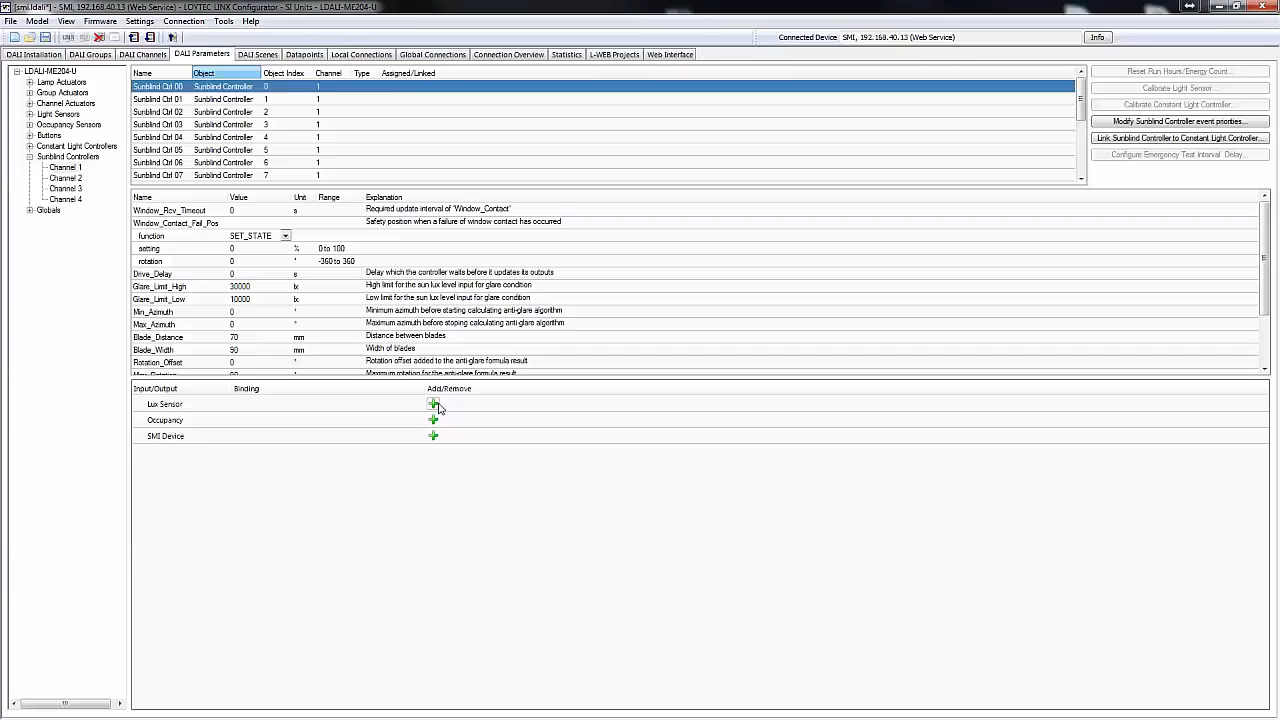 [smi.ldali*] - SMI, 192.168.40.13 (Web Service) - LOYTEC LINX Configurator - SI Units - LDALI-ME204-U
File Model View Firmware Settings Connection Tools Help
Connected Device SMI, 192.168.40.13 (Web Service) Info
DALI Installation DALI Groups DALI Channels DALI Parameters DALI Scenes Datapoints Local Connections Global Connections Connection Overview Statistics L-WEB Projects Web Interface
LDALI-ME204-U
Lamp Actuators
Group Actuators
Channel Actuators
Light Sensors
Occupancy Sensors
Buttons
Constant Light Controllers
Sunblind Controllers
Channel 1
Channel 2
Channel 3
Channel 4
Globals
Name Object Object Index Channel Type Assigned/Linked
Sunblind Ctrl 00 Sunblind Controller 0 1
Sunblind Ctrl 01 Sunblind Controller 1 1
Sunblind Ctrl 02 Sunblind Controller 2 1
Sunblind Ctrl 03 Sunblind Controller 3 1
Sunblind Ctrl 04 Sunblind Controller 4 1
Sunblind Ctrl 05 Sunblind Controller 5 1
Sunblind Ctrl 06 Sunblind Controller 6 1
Sunblind Ctrl 07 Sunblind Controller 7 1
Reset Run Hours/Energy Count...
Calibrate Light Sensor...
Calibrate Constant Light Controller...
Modify Sunblind Controller event priorities...
Link Sunblind Controller to Constant Light Controller...
Configure Emergency Test Interval Delay...
Name Value Unit Range Explanation
Window_Rcv_Timeout 0 s Required update interval of 'Window_Contact'
Window_Contact_Fail_Pos Safety position when a failure of window contact has occurred
function SET_STATE
setting 0 % 0 to 100
rotation 0 ° -360 to 360
Drive_Delay 0 s Delay which the controller waits before it updates its outputs
Glare_Limit_High 30000 lx High limit for the sun lux level input for glare condition
Glare_Limit_Low 10000 lx Low limit for the sun lux level input for glare condition
Min_Azimuth 0 ° Minimum azimuth before starting calculating anti-glare algorithm
Max_Azimuth 0 ° Maximum azimuth before stoping calculating anti-glare algorithm
Blade_Distance 70 mm Distance between blades
Blade_Width 90 mm Width of blades
Rotation_Offset 0 ° Rotation offset added to the anti-glare formula result
Max_Rotation 90 ° Maximum rotation for the anti-glare formula result
Input/Output Binding Add/Remove
Lux Sensor
Occupancy
SMI Device